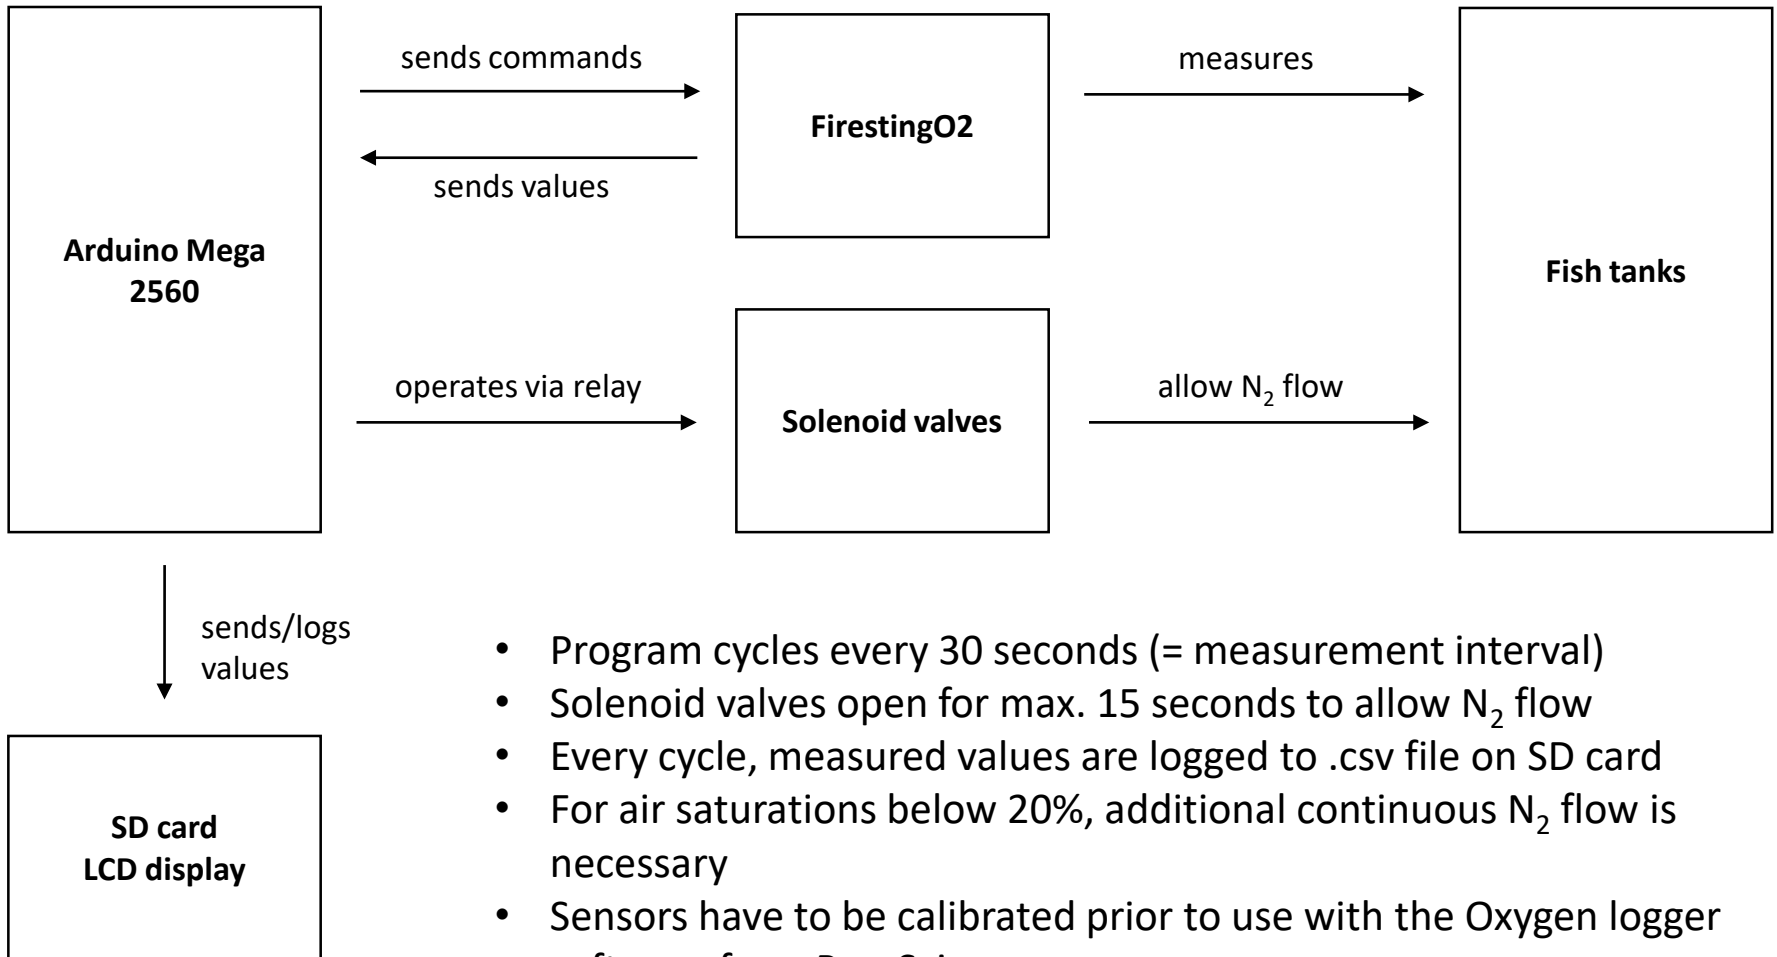 sends commands
measures
FirestingO2
sends values
Arduino Mega
2560
Fish tanks
operates via relay
allow N₂ flow
Solenoid valves
sends/logs
values
• Program cycles every 30 seconds (= measurement interval)
• Solenoid valves open for max. 15 seconds to allow N₂ flow
• Every cycle, measured values are logged to .csv file on SD card
• For air saturations below 20%, additional continuous N₂ flow is
necessary
• Sensors have to be calibrated prior to use with the Oxygen logger
SD card
LCD display